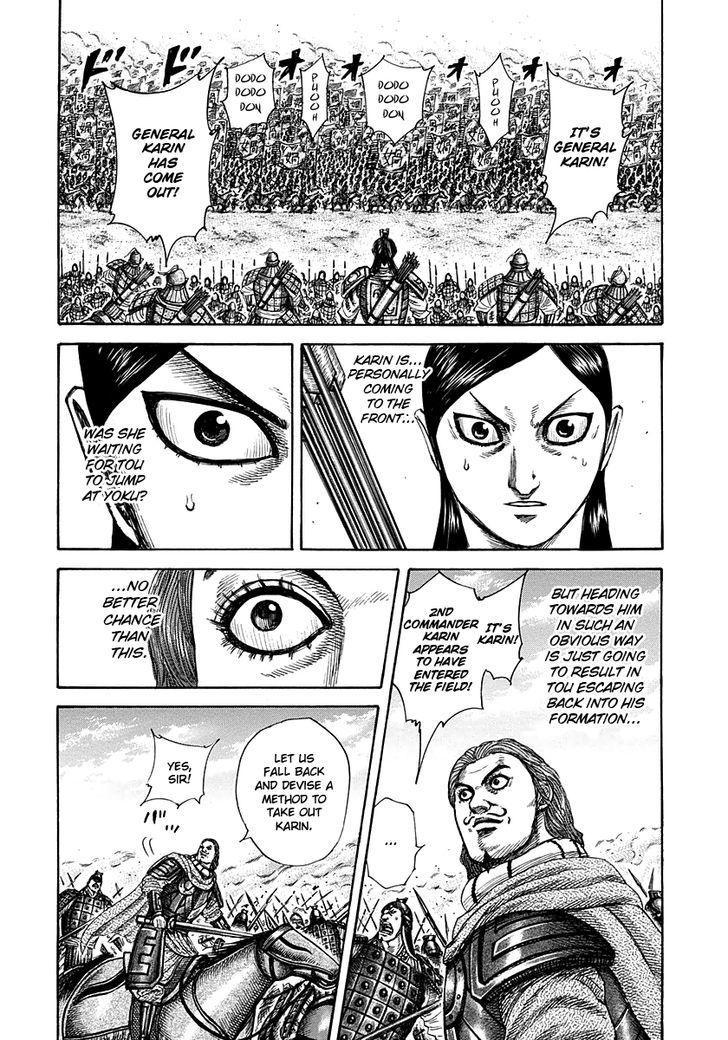 IT'S
GENERAL
KARIN!
オ
PUOOH
オ
DODO
DODO
DON
オ
PUOOH
オ
DODO
DODO
DON
ド
ド
GENERAL
KARIN
HAS
COME
OUT!
KARIN IS...
PERSONALLY
COMING
TO THE
FRONT...
WAS SHE
WAITING
FOR TOU
TO JUMP
AT YOKU?
BUT HEADING
TOWARDS HIM
IN SUCH AN
OBVIOUS WAY
IS JUST GOING
TO RESULT IN
TOU ESCAPING
BACK INTO HIS
FORMATION...
IT'S
KARIN!
2ND
COMMANDER
KARIN
APPEARS
TO HAVE
ENTERED
THE FIELD!
...NO
BETTER
CHANCE
THAN
THIS.
...
LET US
FALL BACK
AND DEVISE A
METHOD TO
TAKE OUT
KARIN.
YES,
SIR!
バッ